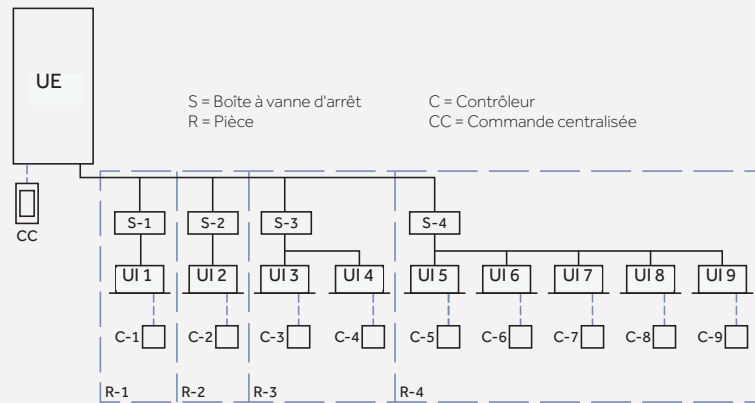 UE
S = Boîte à vanne d'arrêt
C = Contrôleur
R = Pièce
CC = Commande centralisée
CC
S-1
S-2
S-3
S-4
UI 1
UI 2
UI 3
UI 4
UI 5
UI 6
UI 7
UI 8
UI 9
C-1
C-2
C-3
C-4
C-5
C-6
C-7
C-8
C-9
R-1
R-2
R-3
R-4